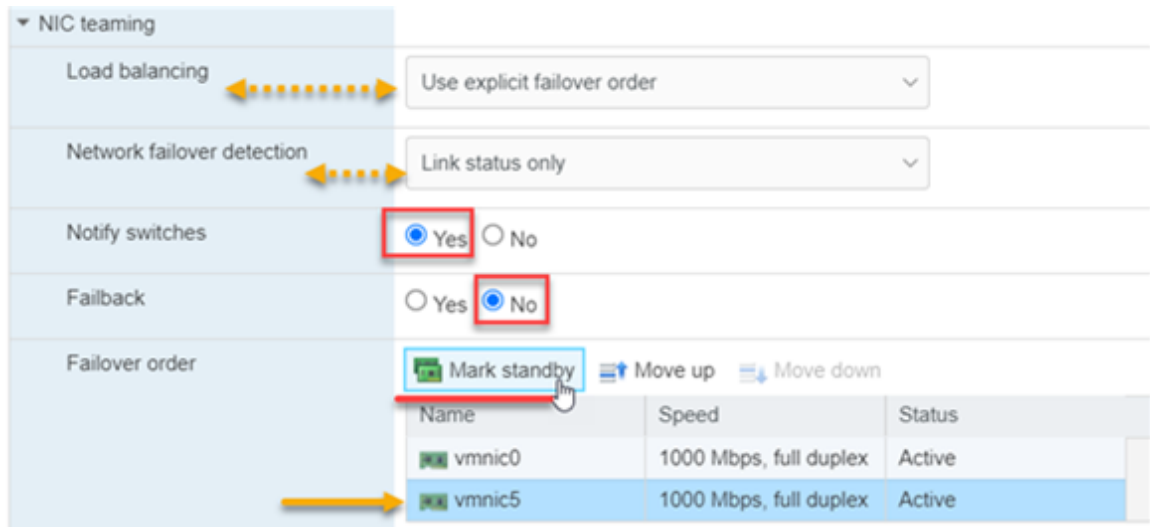 NIC teaming
Load balancing
Use explicit failover order
Network failover detection
Link status only
Notify switches
Yes No
Failback
Yes No
Failover order
Mark standby Move up Move down
Name Speed Status
vmnic0 1000 Mbps, full duplex Active
vmnic5 1000 Mbps, full duplex Active